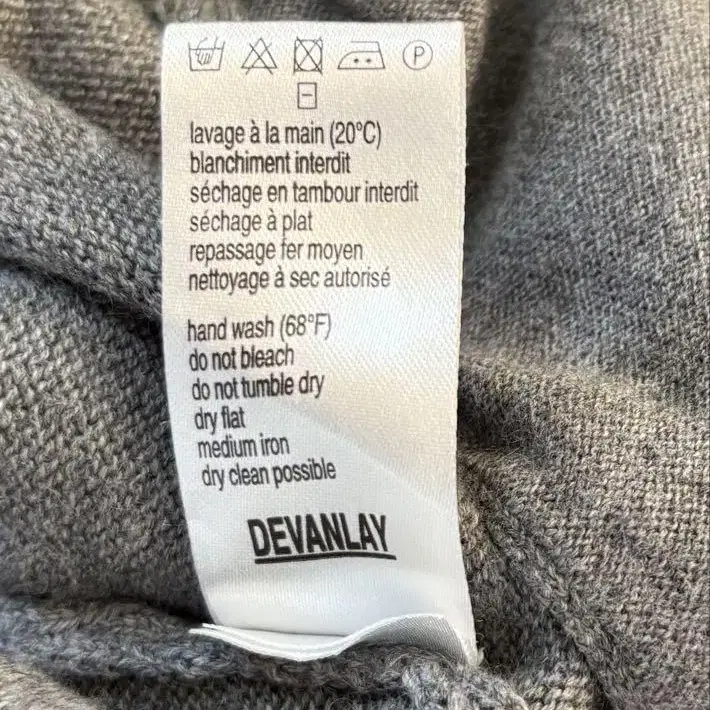 P
lavage à la main (20°C)
blanchiment interdit
séchage en tambour interdit
séchage à plat
repassage fer moyen
nettoyage à sec autorisé
hand wash (68°F)
do not bleach
do not tumble dry
dry flat
medium iron
dry clean possible
DEVANLAY